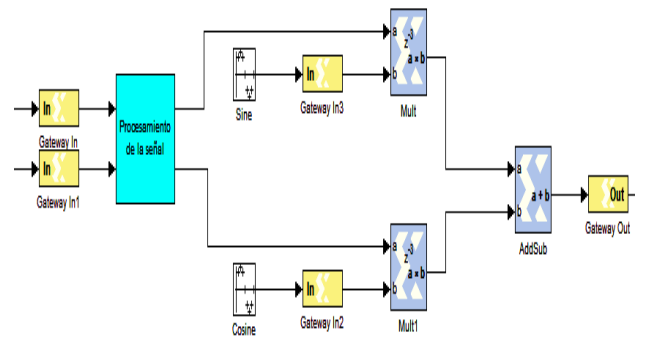 In
Gateway In
In
Gateway In1
Procesamiento
de la señal
Sine
In
Gateway In3
a
b
z-3
a × b
Mult
Cosine
In
Gateway In2
a
b
z-3
a × b
Mult1
a
b
a + b
AddSub
Out
Gateway Out